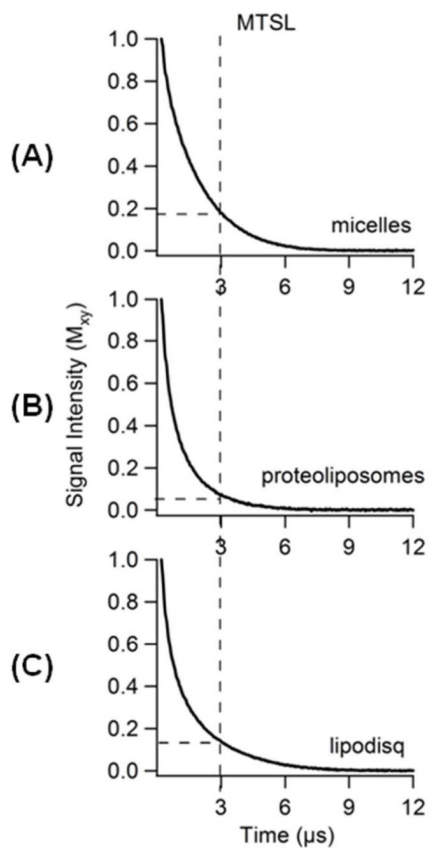 MTSL
(A)
1.0
0.8
0.6
0.4
0.2
0.0
micelles
3 6 9 12
(B)
Signal Intensity (Mxy)
1.0
0.8
0.6
0.4
0.2
0.0
proteoliposomes
3 6 9 12
(C)
1.0
0.8
0.6
0.4
0.2
0.0
lipodisq
3 6 9 12
Time (µs)